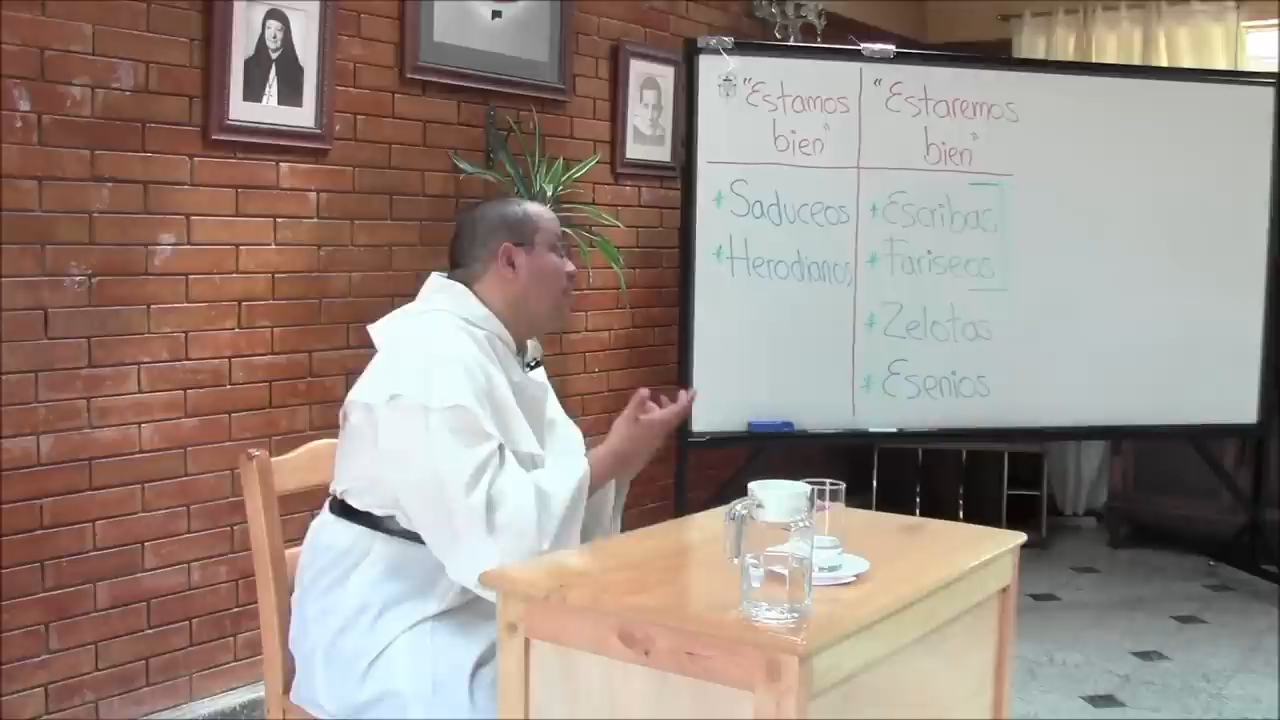 "Estamos
bien"
"Estaremos
bien"
* Saduceos
* Herodianos
* Escribas
* Fariseos
* Zelotas
* Esenios